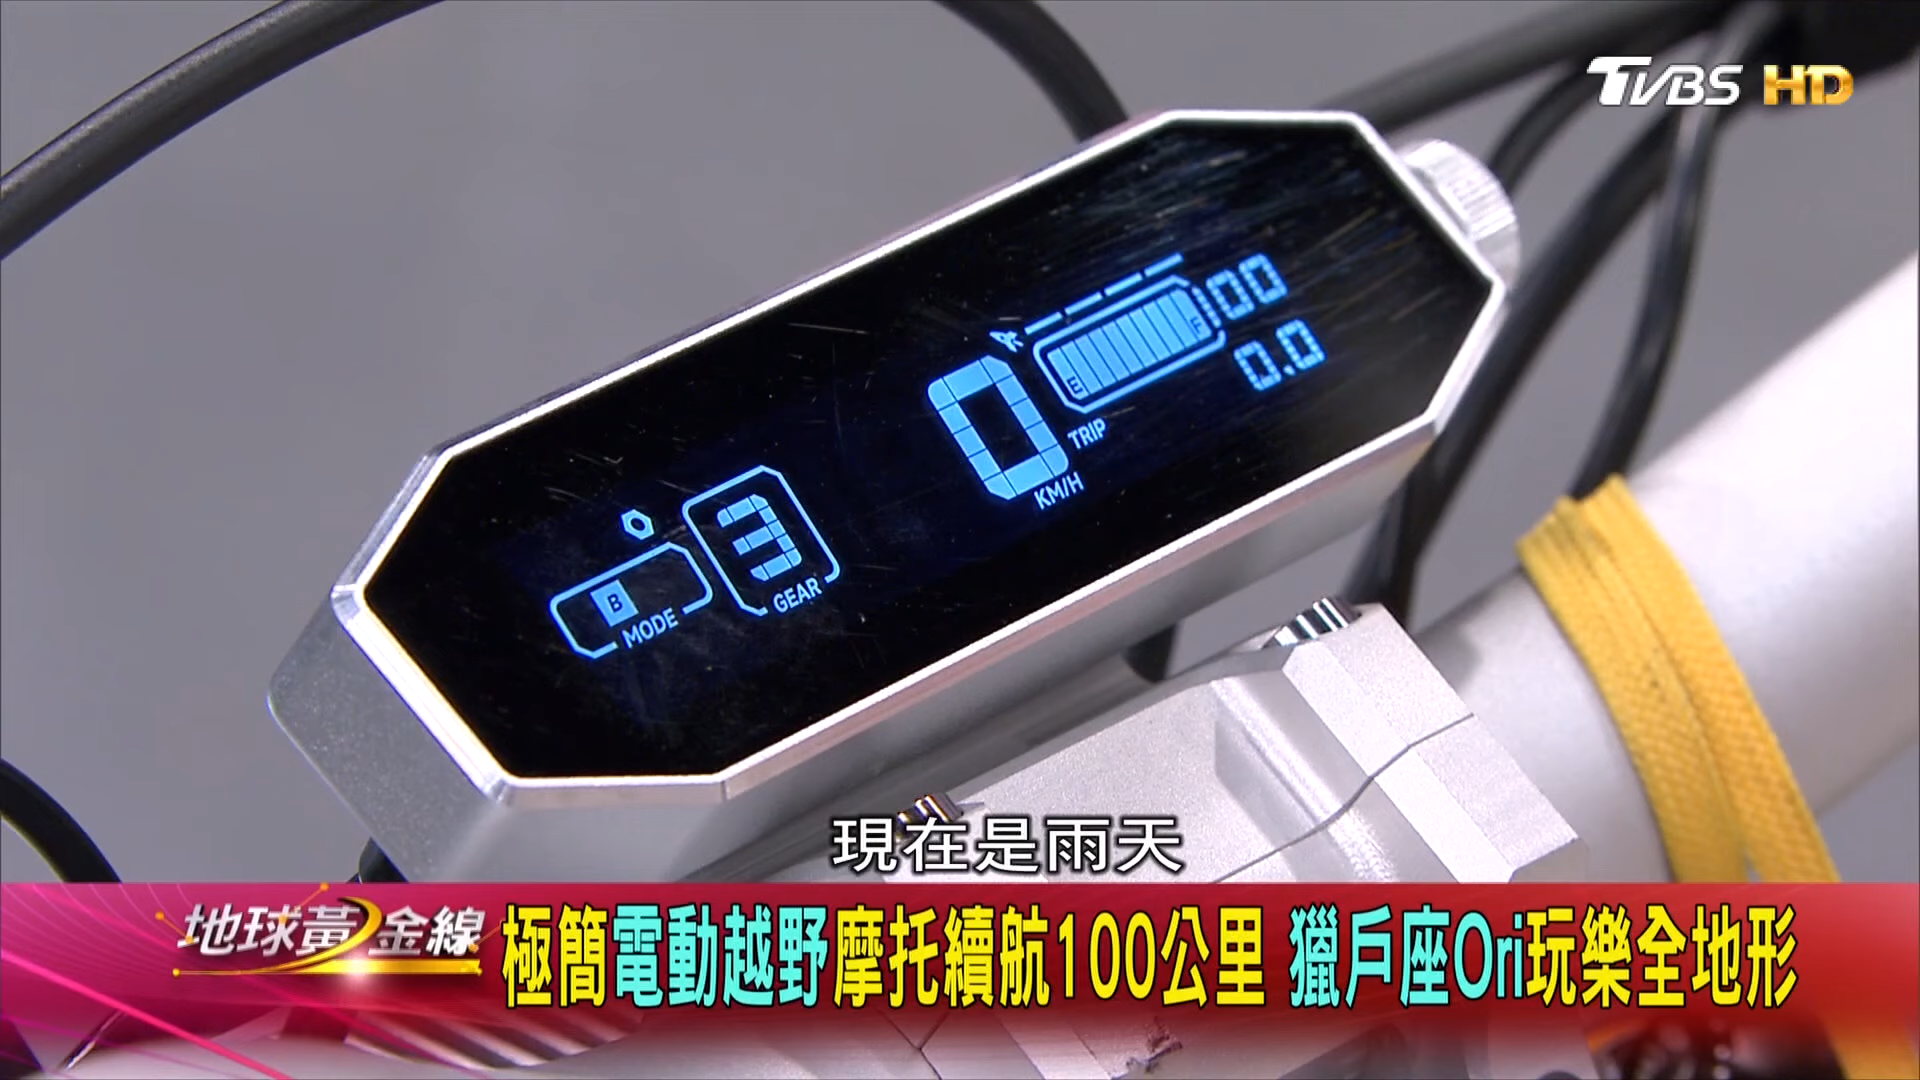 TVBS HD
100
0.0
E
F
TRIP
0
KM/H
3
GEAR
B
MODE
現在是雨天
地球黃金線
極簡電動越野摩托續航100公里 獵戶座Ori玩樂全地形